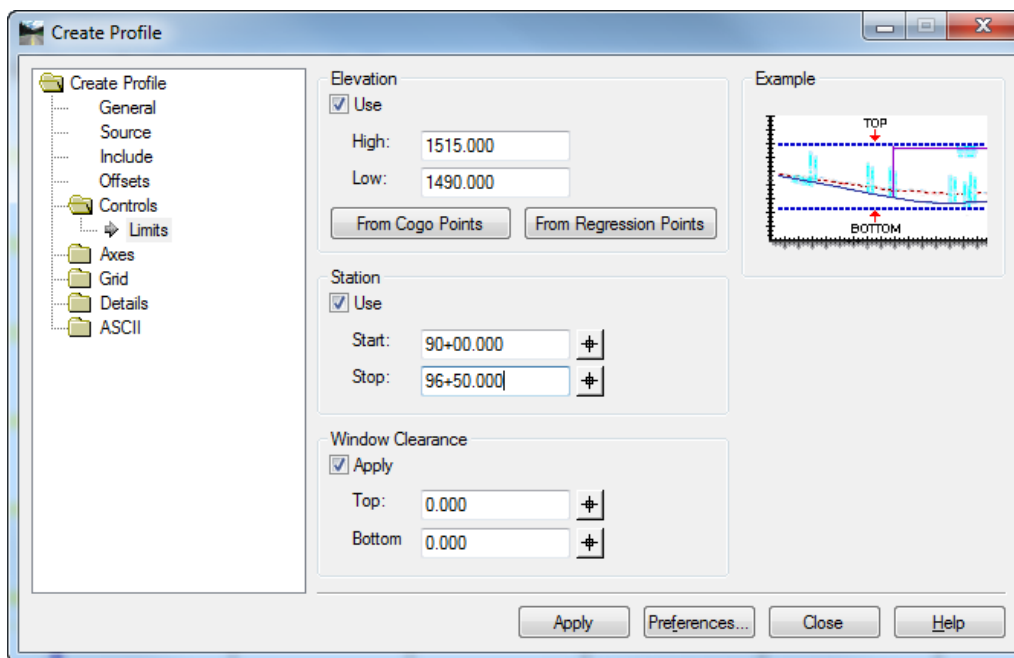 Create Profile
Create Profile
General
Source
Include
Offsets
Controls
Limits
Axes
Grid
Details
ASCII
Elevation
Use
High: 1515.000
Low: 1490.000
From Cogo Points From Regression Points
Station
Use
Start: 90+00.000
Stop: 96+50.000
Window Clearance
Apply
Top: 0.000
Bottom 0.000
Example
TOP
BOTTOM
Apply Preferences... Close Help